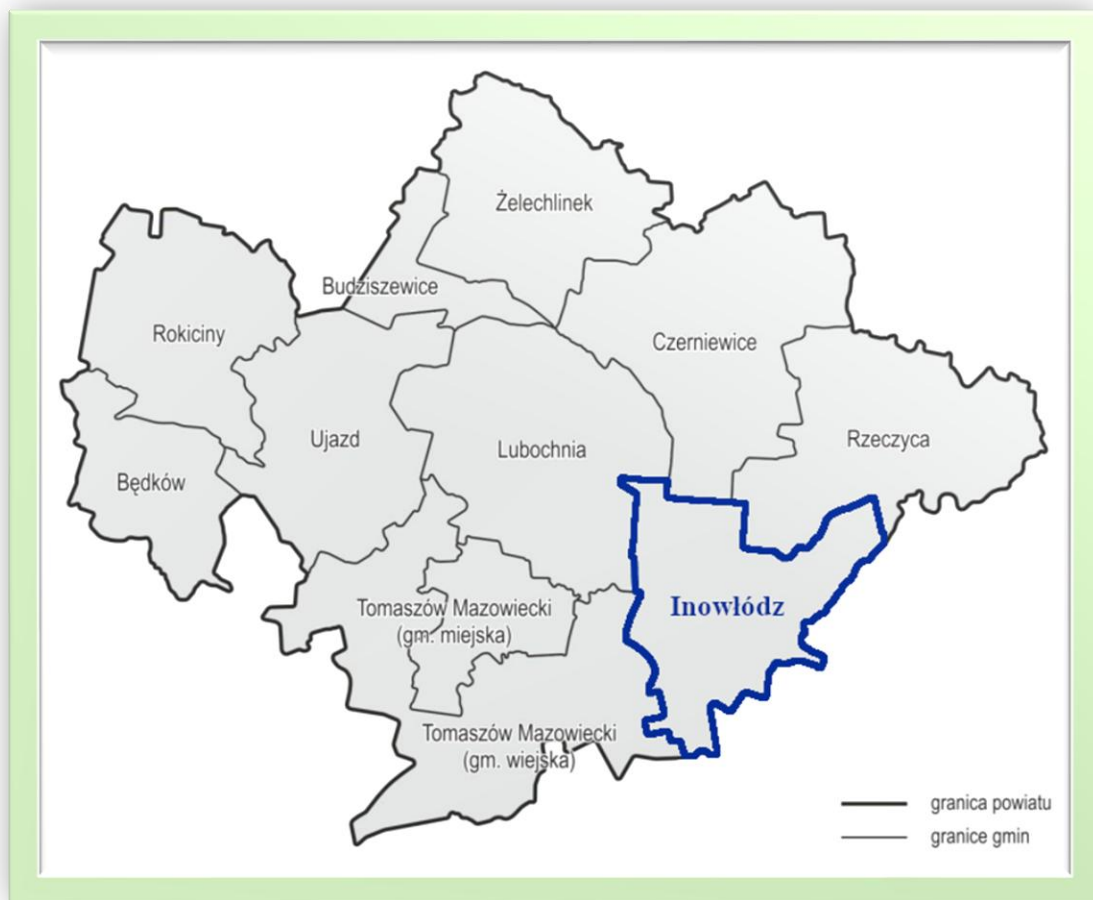 Żelechlinek
Budziszewice
Rokiciny
Czerniewice
Ujazd
Lubochnia
Rzeczyca
Będków
Inowłódz
Tomaszów Mazowiecki
(gm. miejska)
Tomaszów Mazowiecki
(gm. wiejska)
granica powiatu
granice gmin